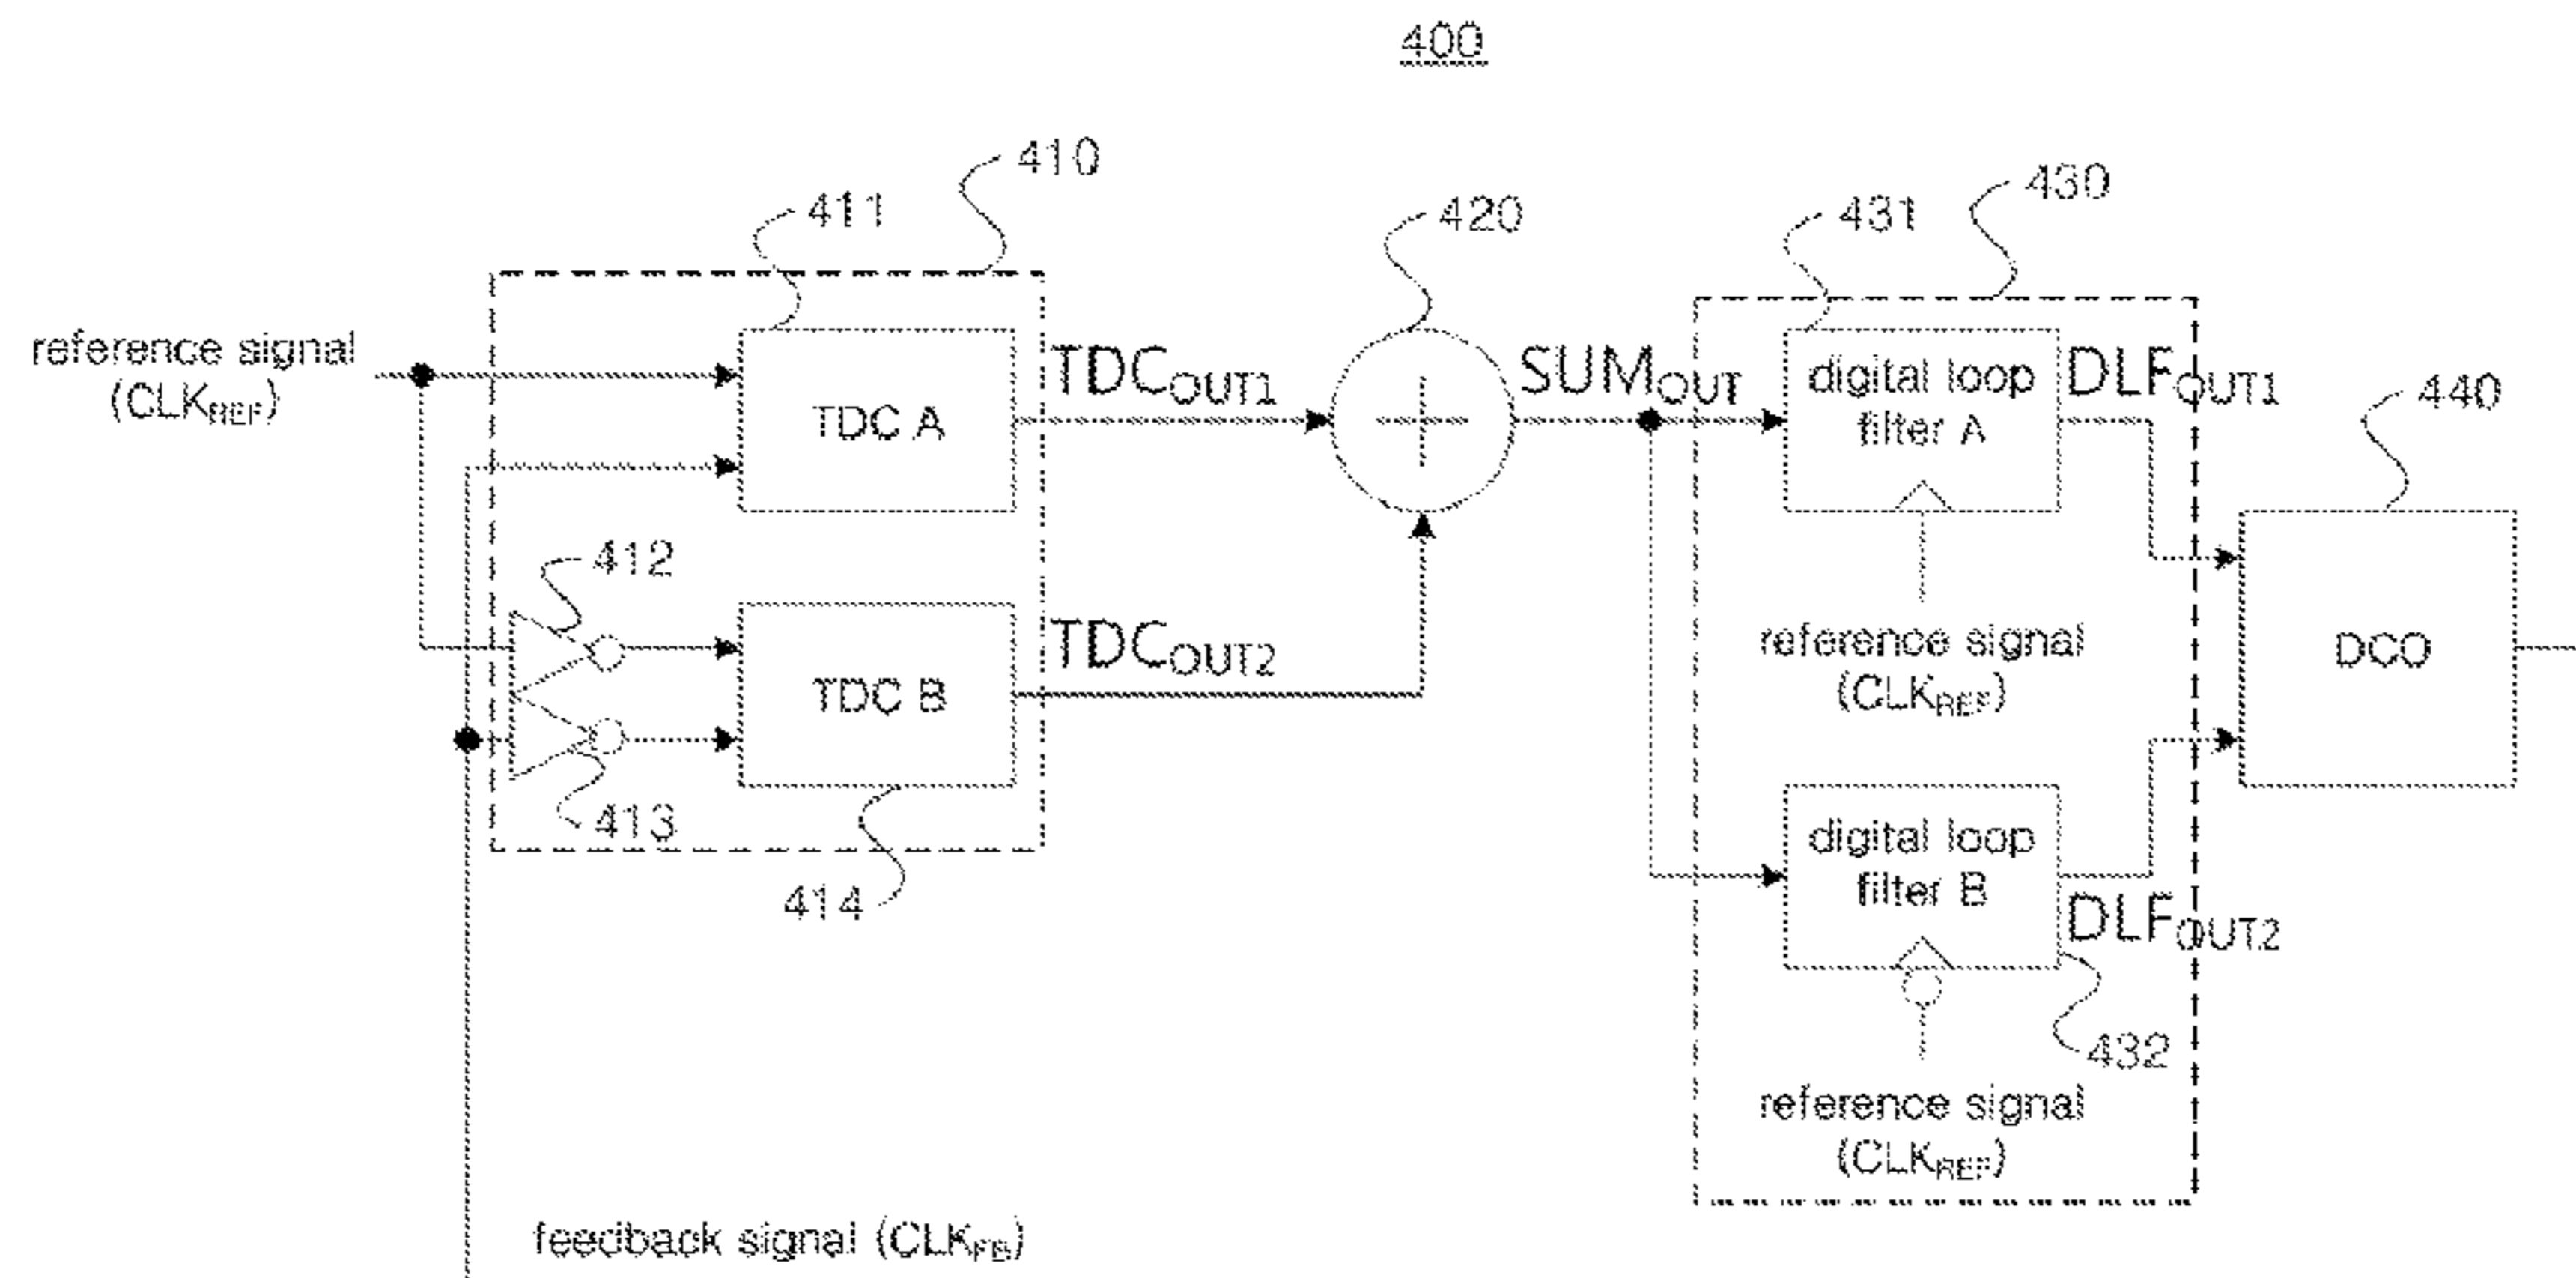 400
410
411
420
431
430
reference signal
(CLKREF)
TDC A
TDCOUT1
SUMOUT
digital loop
filter A
DLFOUT1
440
412
reference signal
(CLKREF)
TDC B
TDCOUT2
DCO
413
414
digital loop
filter B
DLFOUT2
432
reference signal
(CLKREF)
feedback signal (CLKFB)